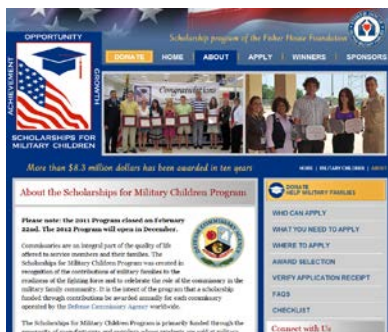 Scholarship program of the Fisher House Foundation
OPPORTUNITY
ACHIEVEMENT
GROWTH
SCHOLARSHIPS FOR
MILITARY CHILDREN
DONATE HOME ABOUT APPLY WINNERS SPONSORS
Congratulations
More than $8.3 million dollars has been awarded in ten years
HOME | MILITARY CHILDREN |
About the Scholarships for Military Children Program
Please note: the 2011 Program closed on February
22nd. The 2012 Program will open in December.
Commissaries are an integral part of the quality of life
offered to service members and their families. The
Scholarships for Military Children Program was created in
recognition of the contributions of military families to the
readiness of the fighting force and to celebrate the role of the commissary in the
military family community. It is the intent of the program that a scholarship
funded through contributions be awarded annually for each commissary
operated by the Defense Commissary Agency worldwide.
The Scholarships for Military Children Program is primarily funded through the
DONATE
HELP MILITARY FAMILIES
WHO CAN APPLY
WHAT YOU NEED TO APPLY
WHERE TO APPLY
AWARD SELECTION
VERIFY APPLICATION RECEIPT
FAQS
CHECKLIST
Connect with Us